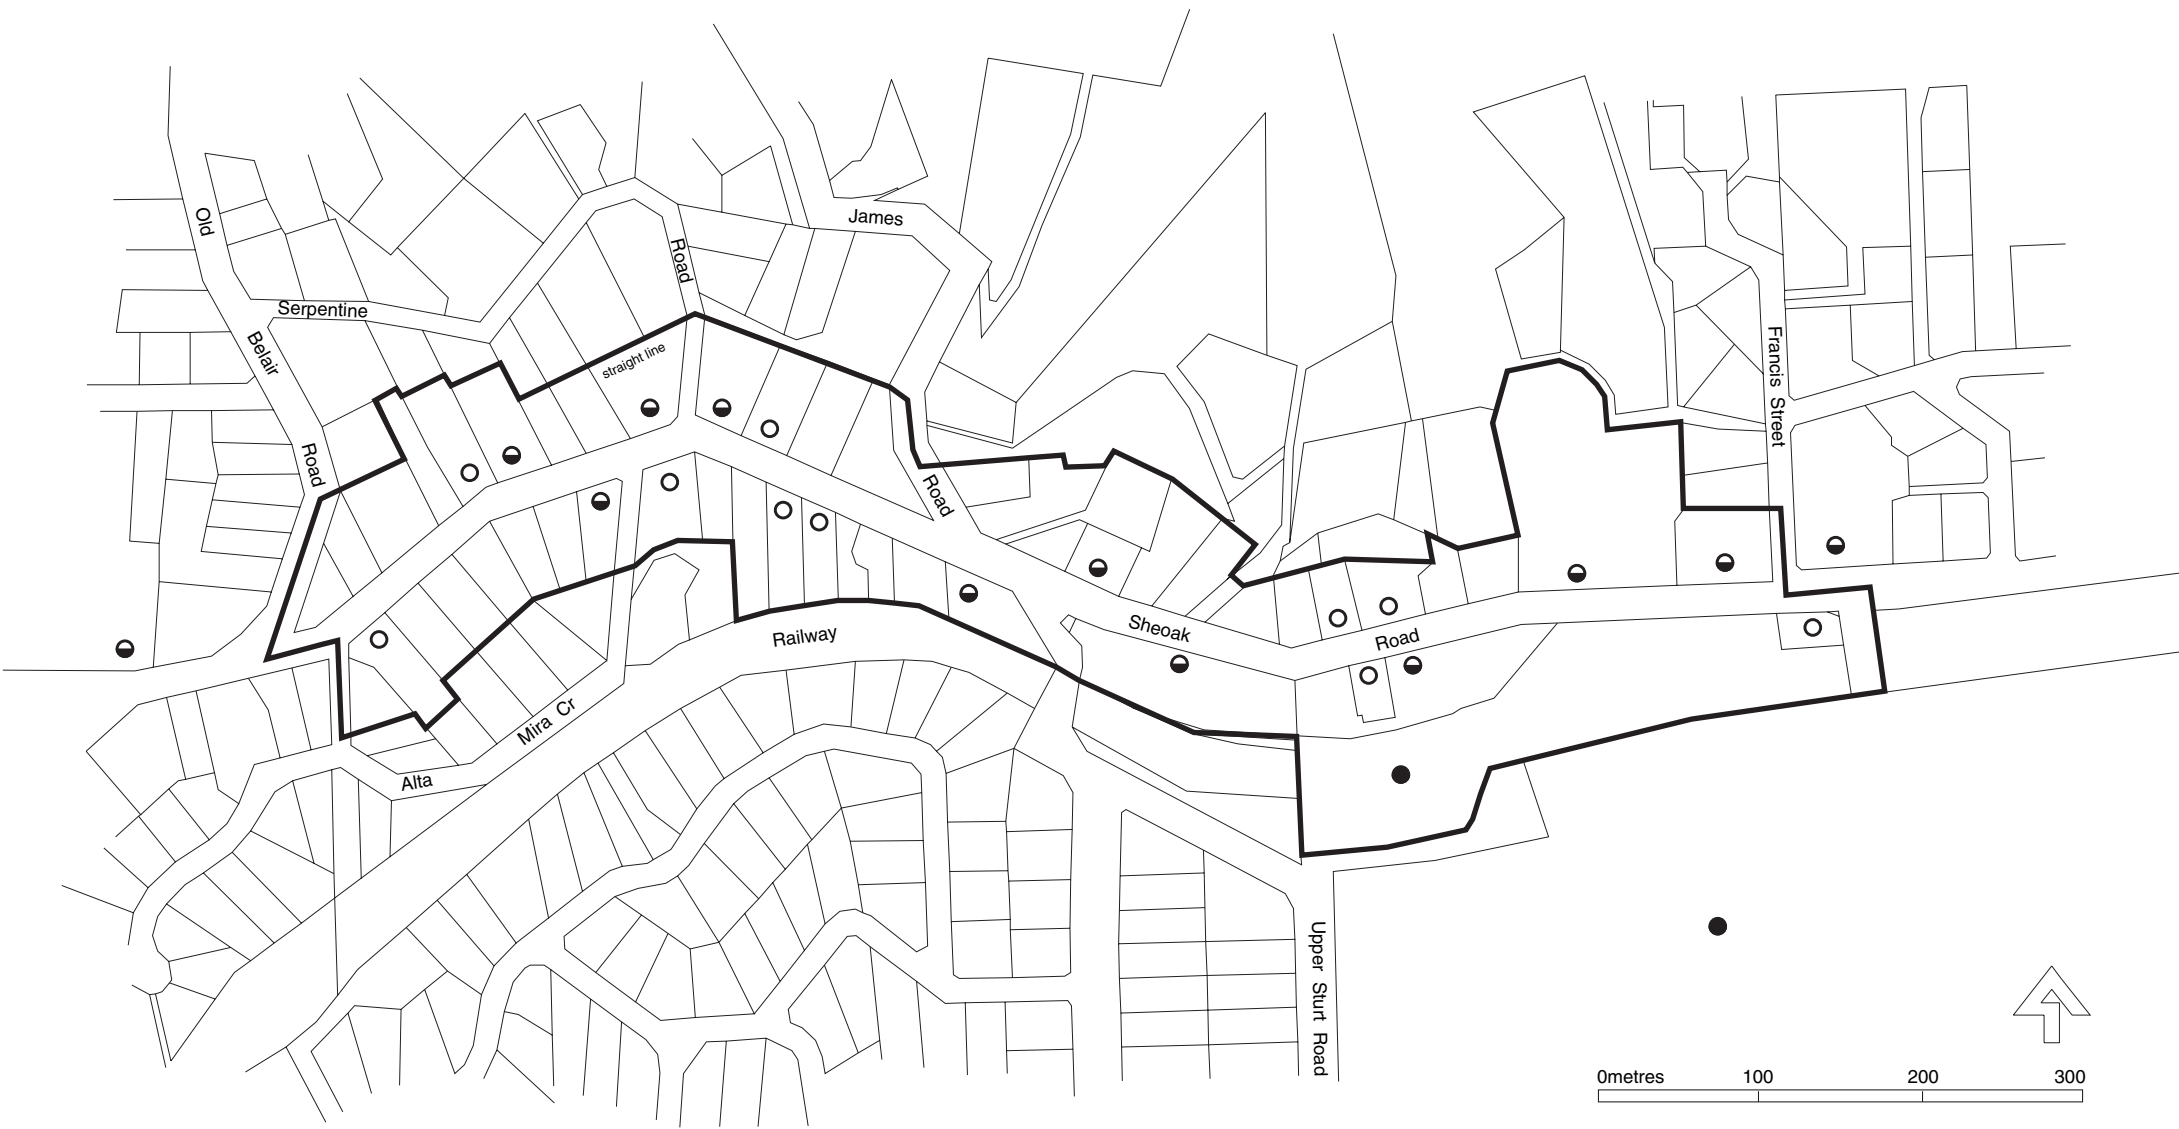 James
Old
Road
Serpentine
Belair
straight line
Francis Street
Road
Road
Sheoak
Road
Railway
Mira Cr
Alta
Upper Sturt Road
0metres 100 200 300